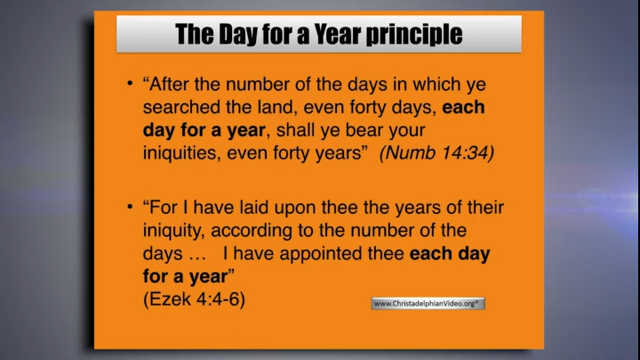 The Day for a Year principle
• “After the number of the days in which ye
searched the land, even forty days, each
day for a year, shall ye bear your
iniquities, even forty years” (Numb 14:34)
• “For I have laid upon thee the years of their
iniquity, according to the number of the
days … I have appointed thee each day
for a year”
(Ezek 4:4-6)
www.ChristadelphianVideo.org®